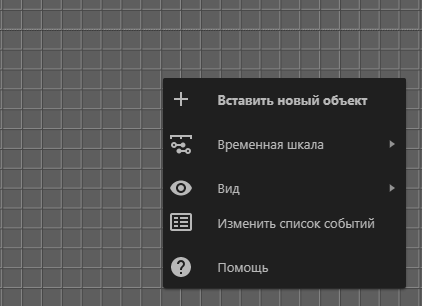 Вставить новый объект
Временная шкала
Вид
Изменить список событий
Помощь